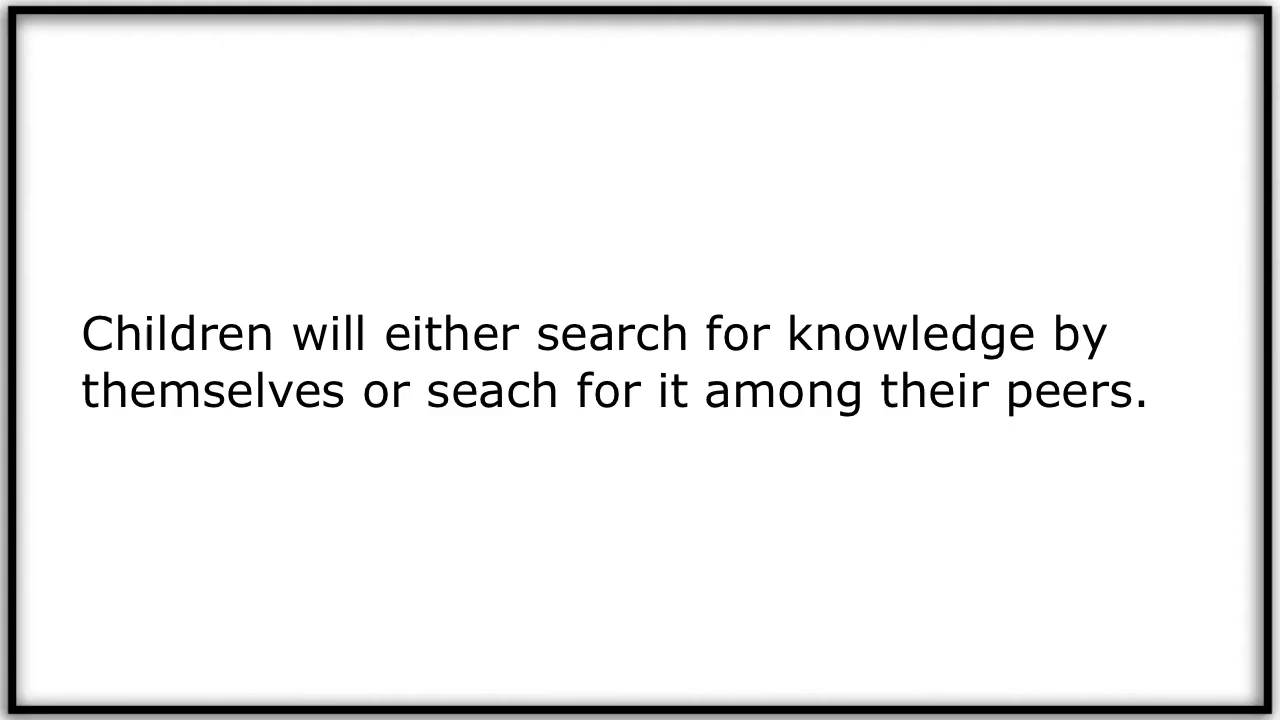 Children will either search for knowledge by
themselves or seach for it among their peers.